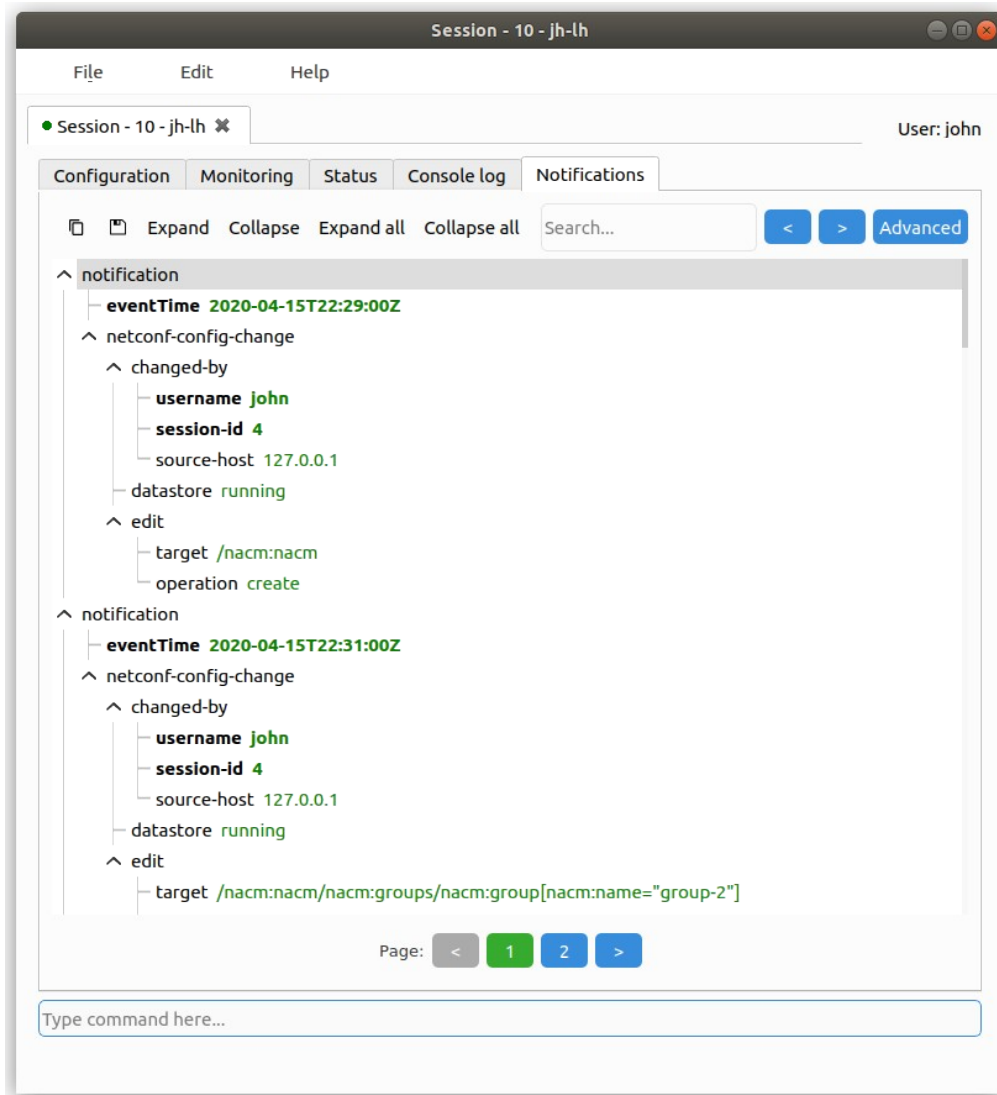 Session - 10 - jh-lh
File Edit Help
Session - 10 - jh-lh ✖ User: john
Configuration Monitoring Status Console log Notifications
Expand Collapse Expand all Collapse all Search... < > Advanced
notification
eventTime 2020-04-15T22:29:00Z
netconf-config-change
changed-by
username john
session-id 4
source-host 127.0.0.1
datastore running
edit
target /nacm:nacm
operation create
notification
eventTime 2020-04-15T22:31:00Z
netconf-config-change
changed-by
username john
session-id 4
source-host 127.0.0.1
datastore running
edit
target /nacm:nacm/nacm:groups/nacm:group[nacm:name="group-2"]
Page: < 1 2 >
Type command here...